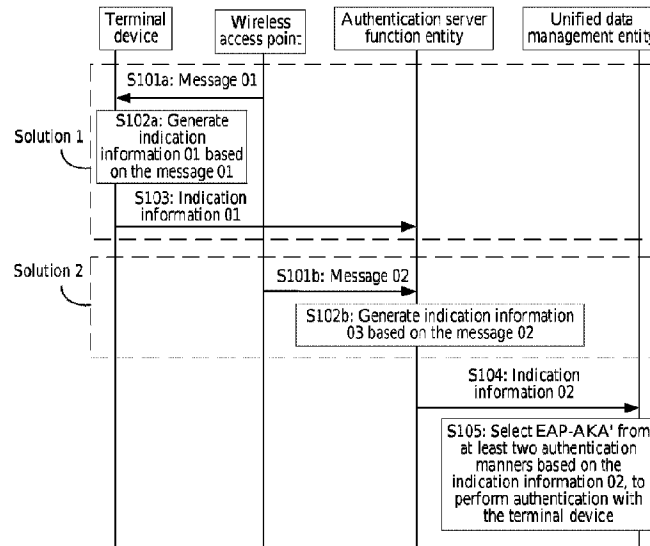 Terminal
device
Wireless
access point
Authentication server
function entity
Unified data
management entity
S101a: Message 01
S102a: Generate
indication
information 01 based
on the message 01
Solution 1
S103: Indication
information 01
Solution 2
S101b: Message 02
S102b: Generate indication information
03 based on the message 02
S104: Indication
information 02
S105: Select EAP-AKA' from
at least two authentication
manners based on the
indication information 02, to
perform authentication with
the terminal device